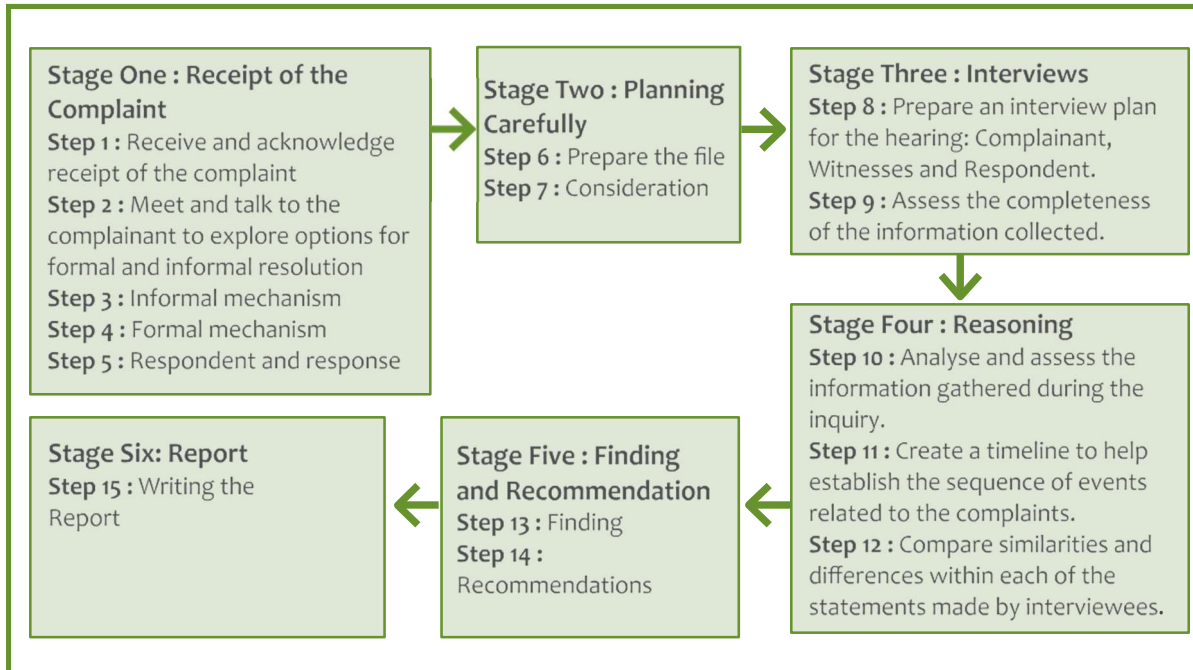 Stage One : Receipt of the
Complaint
Step 1 : Receive and acknowledge
receipt of the complaint
Step 2 : Meet and talk to the
complainant to explore options for
formal and informal resolution
Step 3 : Informal mechanism
Step 4 : Formal mechanism
Step 5 : Respondent and response
Stage Two : Planning
Carefully
Step 6 : Prepare the file
Step 7 : Consideration
Stage Three : Interviews
Step 8 : Prepare an interview plan
for the hearing: Complainant,
Witnesses and Respondent.
Step 9 : Assess the completeness
of the information collected.
Stage Four : Reasoning
Step 10 : Analyse and assess the
information gathered during the
inquiry.
Step 11 : Create a timeline to help
establish the sequence of events
related to the complaints.
Step 12 : Compare similarities and
differences within each of the
statements made by interviewees.
Stage Five : Finding
and Recommendation
Step 13 : Finding
Step 14 :
Recommendations
Stage Six: Report
Step 15 : Writing the
Report